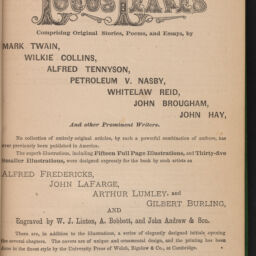 LOTOS LEAVES
Comprising Original Stories, Poems, and Essays, by
MARK TWAIN,
WILKIE COLLINS,
ALFRED TENNYSON,
PETROLEUM V. NASBY,
WHITELAW REID,
JOHN BROUGHAM,
JOHN HAY,
And other Prominent Writers.
No collection of entirely original articles, by such a powerful combination of authors, has
ever previously been published in America.
The superb illustrations, including Fifteen Full Page Illustrations, and Thirty-five
Smaller Illustrations, were designed expressly for the book by such artists as
ALFRED FREDERICKS,
JOHN LAFARGE,
ARTHUR LUMLEY, and
GILBERT BURLING,
AND
Engraved by W. J. Linton, A. Bobbett, and John Andrew & Son.
There are, in addition to the illustrations, a series of elegantly designed initials opening
the several chapters. The covers are of unique and ornamental design, and the printing has been
done in the finest style by the University Press of Welch, Bigelow & Co., Cambridge.